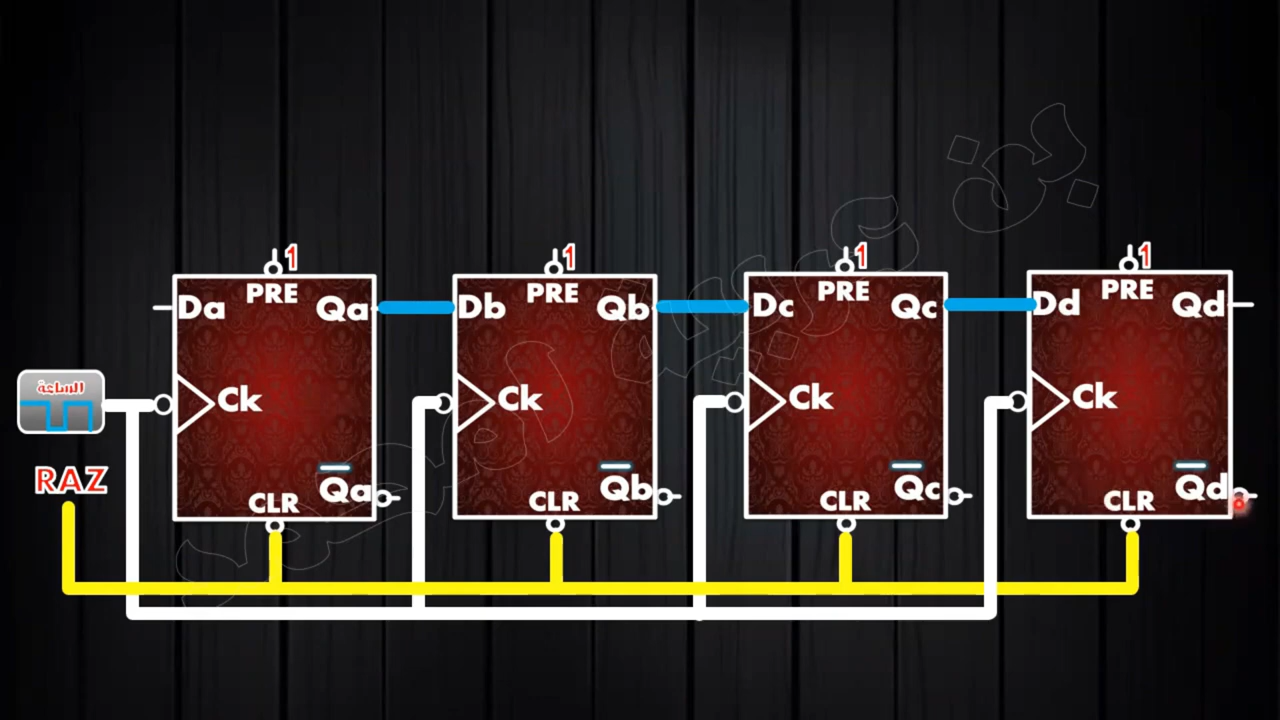 1 1 1 1
PRE PRE PRE PRE
Da Qa Db Qb Dc Qc Dd Qd
الساعة Ck Ck Ck Ck
RAZ
CLR Qa CLR Qb CLR Qc CLR Qd